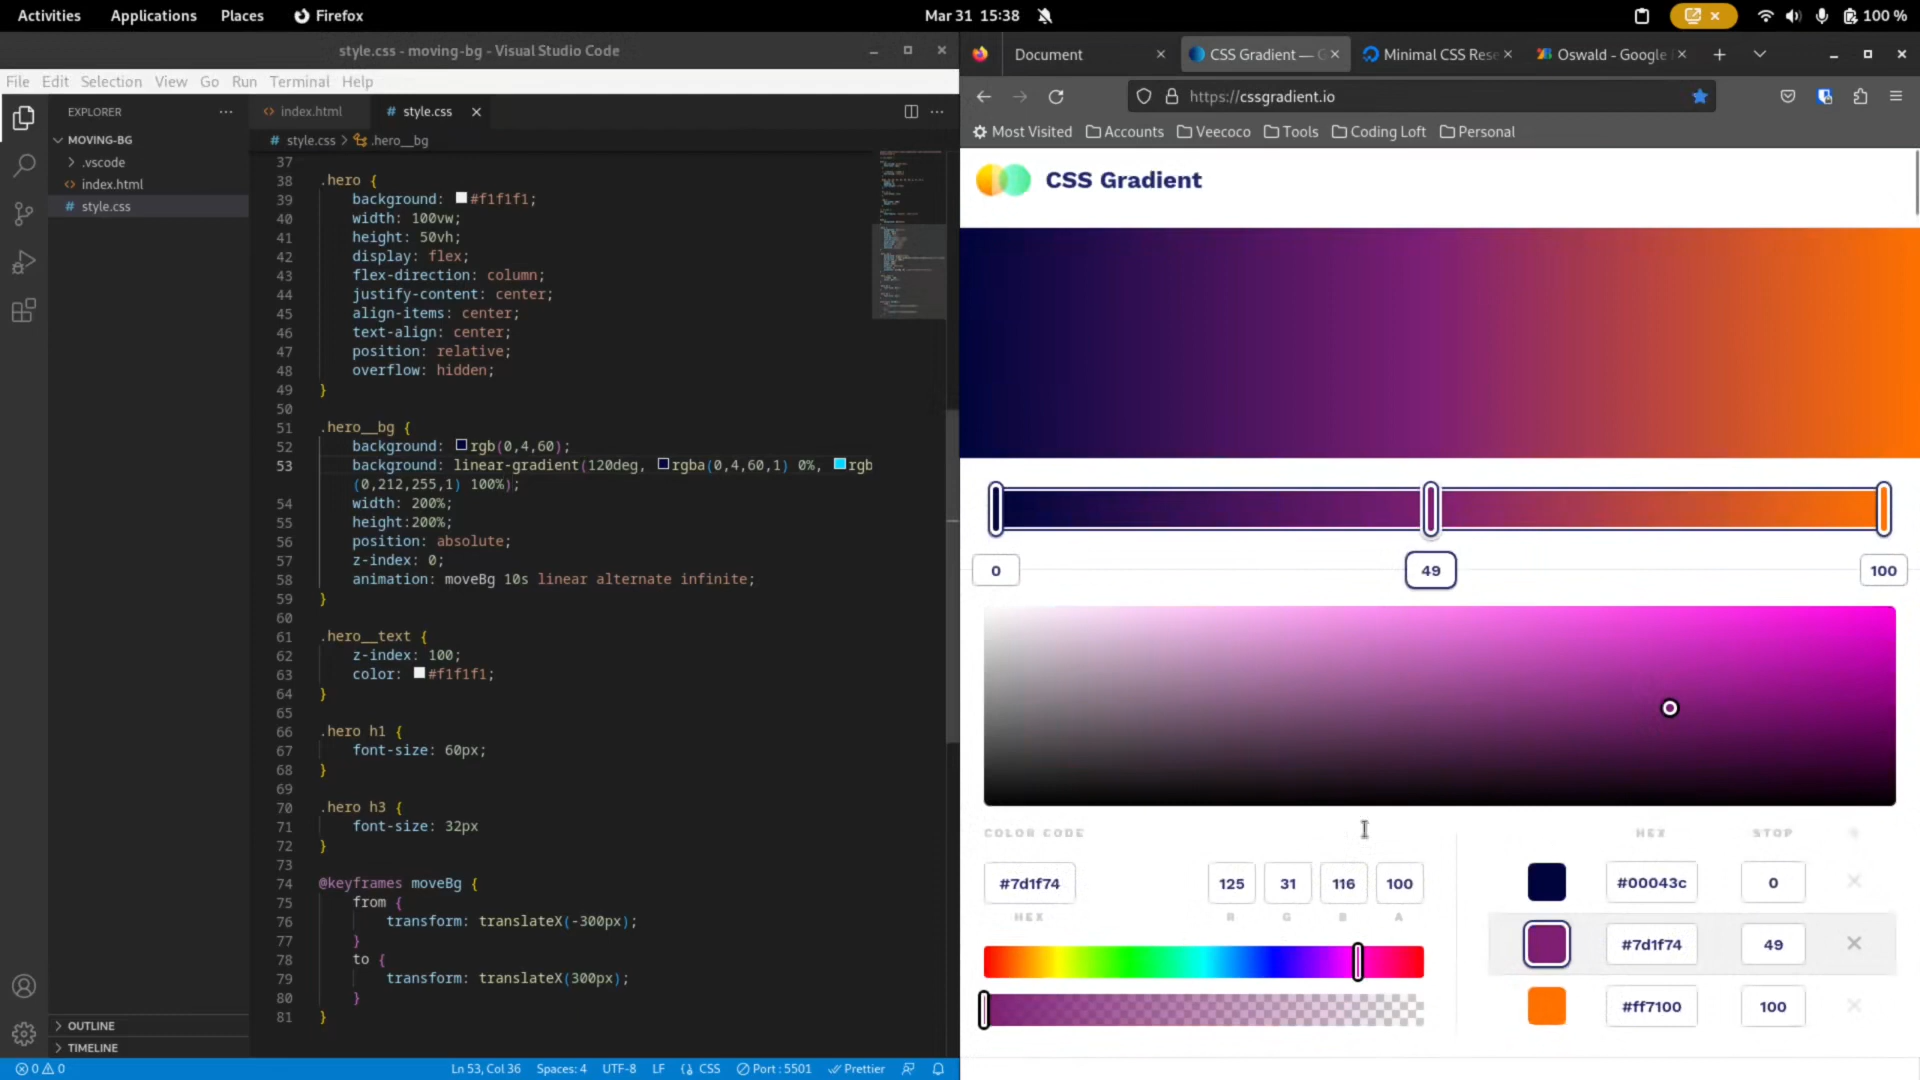 Activities Applications Places Firefox
Mar 31 15:38
100 %
style.css - moving-bg - Visual Studio Code
File Edit Selection View Go Run Terminal Help
EXPLORER
MOVING-BG
.vscode
index.html
style.css
OUTLINE
TIMELINE
index.html
style.css
style.css > .hero__bg
37
38 .hero {
39 background: #f1f1f1;
40 width: 100vw;
41 height: 50vh;
42 display: flex;
43 flex-direction: column;
44 justify-content: center;
45 align-items: center;
46 text-align: center;
47 position: relative;
48 overflow: hidden;
49 }
50
51 .hero__bg {
52 background: rgb(0,4,60);
53 background: linear-gradient(120deg, rgba(0,4,60,1) 0%, rgb
(0,212,255,1) 100%);
54 width: 200%;
55 height:200%;
56 position: absolute;
57 z-index: 0;
58 animation: moveBg 10s linear alternate infinite;
59 }
60
61 .hero__text {
62 z-index: 100;
63 color: #f1f1f1;
64 }
65
66 .hero h1 {
67 font-size: 60px;
68 }
69
70 .hero h3 {
71 font-size: 32px
72 }
73
74 @keyframes moveBg {
75 from {
76 transform: translateX(-300px);
77 }
78 to {
79 transform: translateX(300px);
80 }
81 }
0 0
Ln 53, Col 36 Spaces: 4 UTF-8 LF CSS Port : 5501 Prettier
Document CSS Gradient — G Minimal CSS Rese Oswald - Google
https://cssgradient.io
Most Visited Accounts Veecoco Tools Coding Loft Personal
CSS Gradient
0 49 100
COLOR CODE
#7d1f74 125 31 116 100
HEX R G B A
HEX STOP
#00043c 0
#7d1f74 49
#ff7100 100